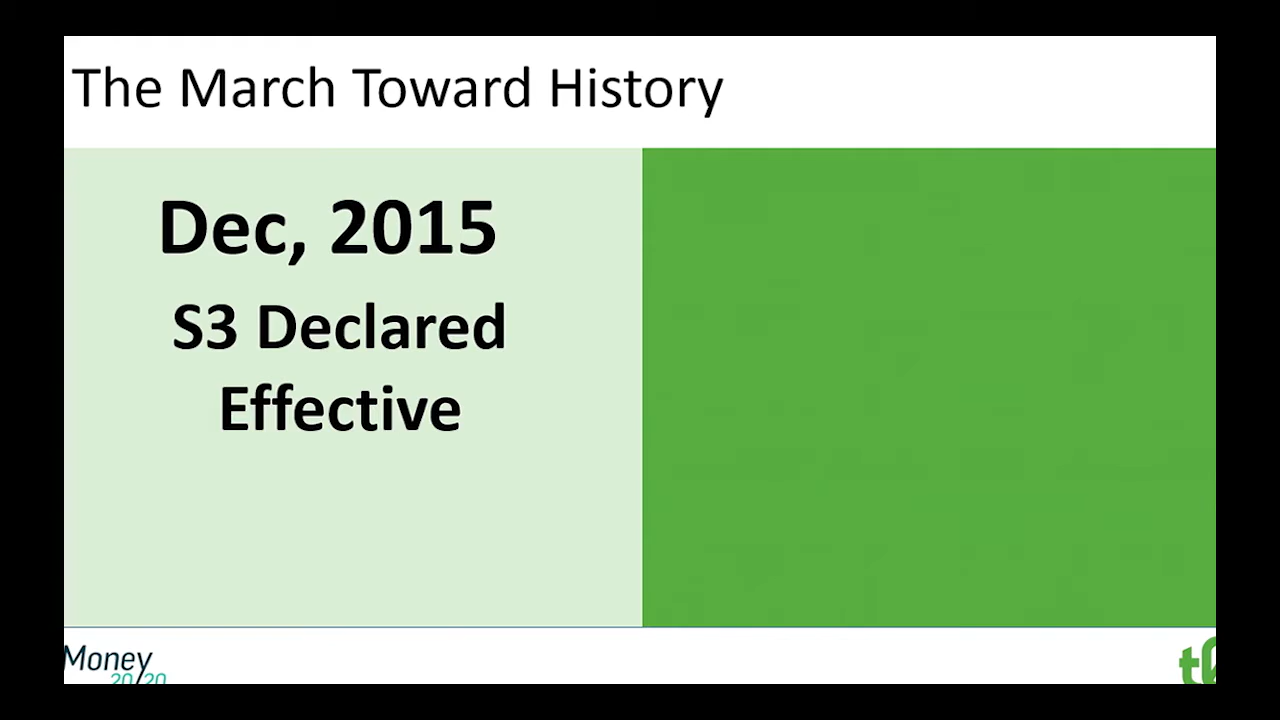 The March Toward History
Dec, 2015
S3 Declared
Effective
Money
20/20